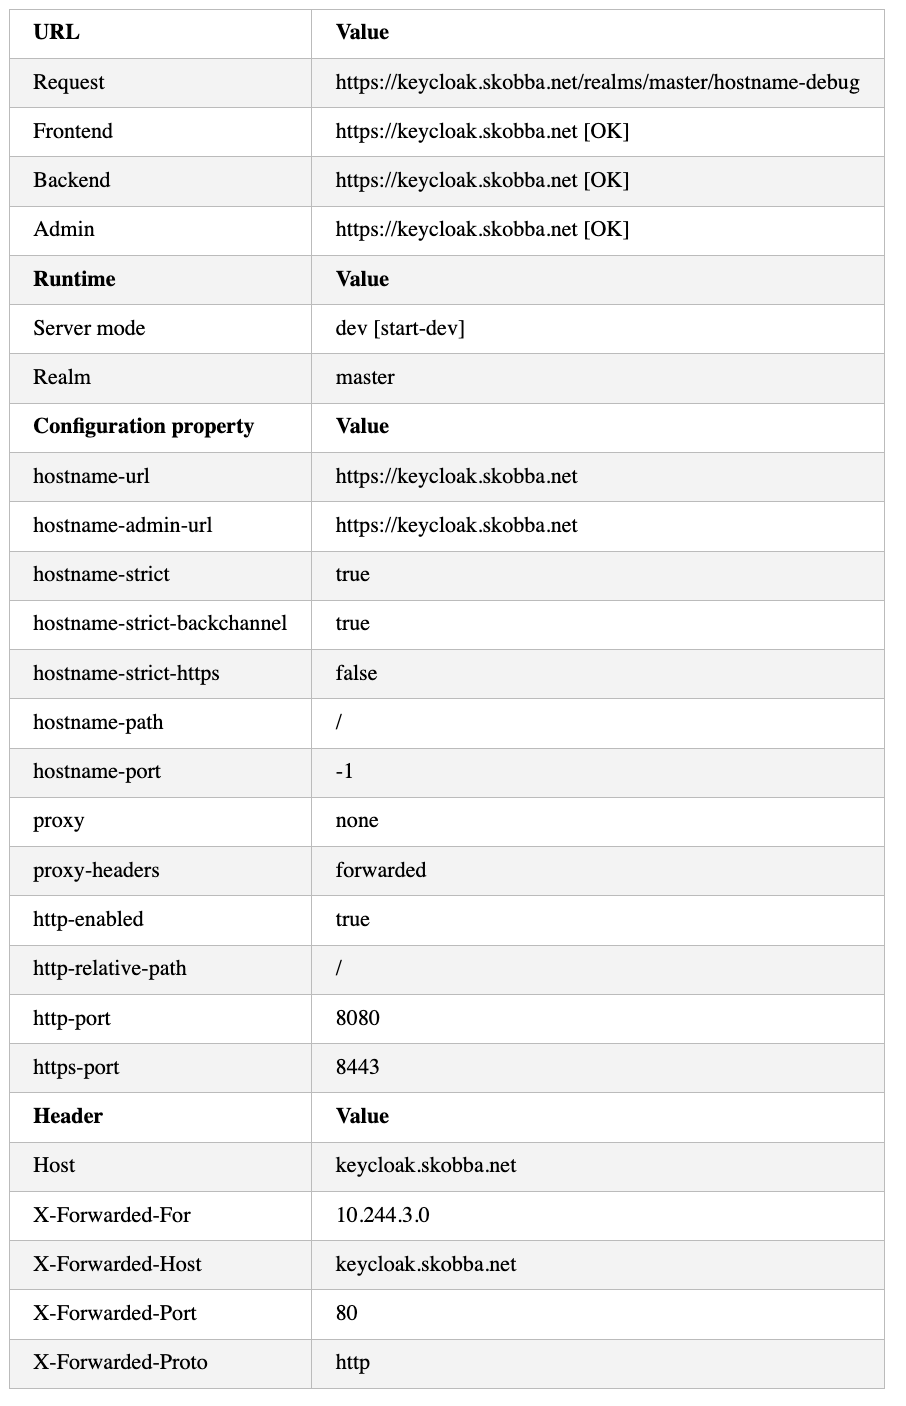 URL Value
Request https://keycloak.skobba.net/realms/master/hostname-debug
Frontend https://keycloak.skobba.net [OK]
Backend https://keycloak.skobba.net [OK]
Admin https://keycloak.skobba.net [OK]
Runtime Value
Server mode dev [start-dev]
Realm master
Configuration property Value
hostname-url https://keycloak.skobba.net
hostname-admin-url https://keycloak.skobba.net
hostname-strict true
hostname-strict-backchannel true
hostname-strict-https false
hostname-path /
hostname-port -1
proxy none
proxy-headers forwarded
http-enabled true
http-relative-path /
http-port 8080
https-port 8443
Header Value
Host keycloak.skobba.net
X-Forwarded-For 10.244.3.0
X-Forwarded-Host keycloak.skobba.net
X-Forwarded-Port 80
X-Forwarded-Proto http